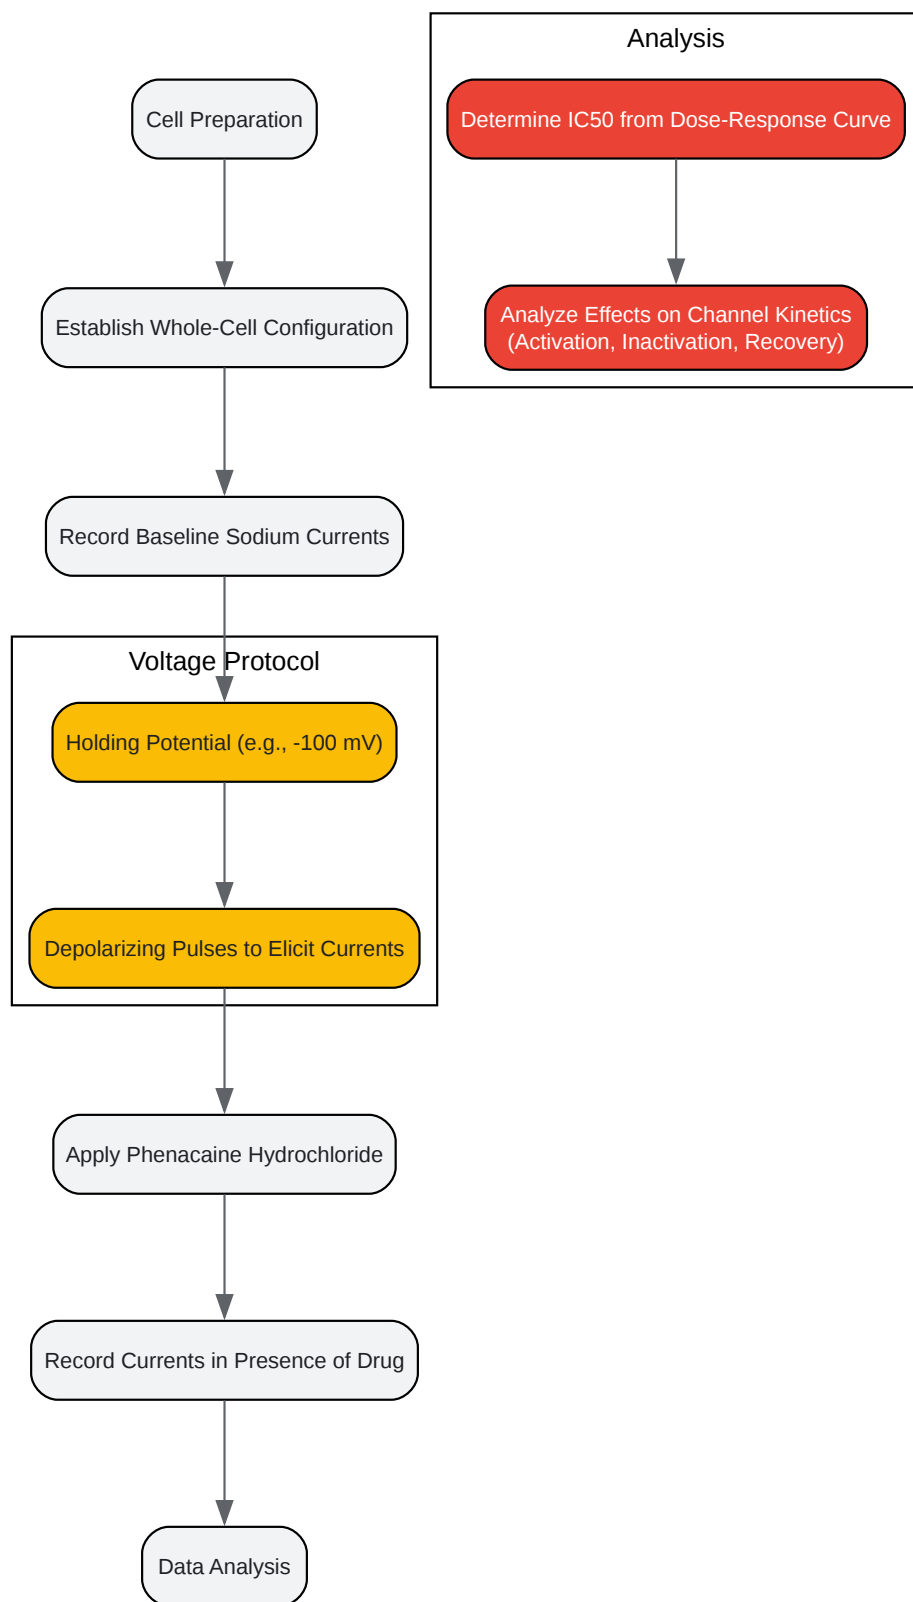 Cell Preparation
Establish Whole-Cell Configuration
Record Baseline Sodium Currents
Voltage Protocol
Holding Potential (e.g., -100 mV)
Depolarizing Pulses to Elicit Currents
Apply Phenacaine Hydrochloride
Record Currents in Presence of Drug
Data Analysis
Analysis
Determine IC50 from Dose-Response Curve
Analyze Effects on Channel Kinetics
(Activation, Inactivation, Recovery)